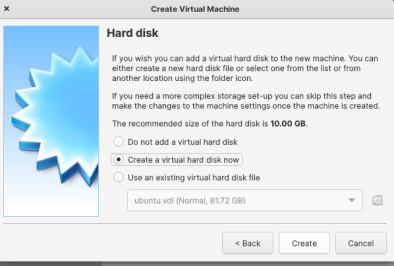 Create Virtual Machine
Hard disk
If you wish you can add a virtual hard disk to the new machine. You can
either create a new hard disk file or select one from the list or from
another location using the folder icon.
If you need a more complex storage set-up you can skip this step and
make the changes to the machine settings once the machine is created.
The recommended size of the hard disk is 10.00 GB.
Do not add a virtual hard disk
Create a virtual hard disk now
Use an existing virtual hard disk file
ubuntu.vdi (Normal, 61.72 GB)
< Back
Create
Cancel